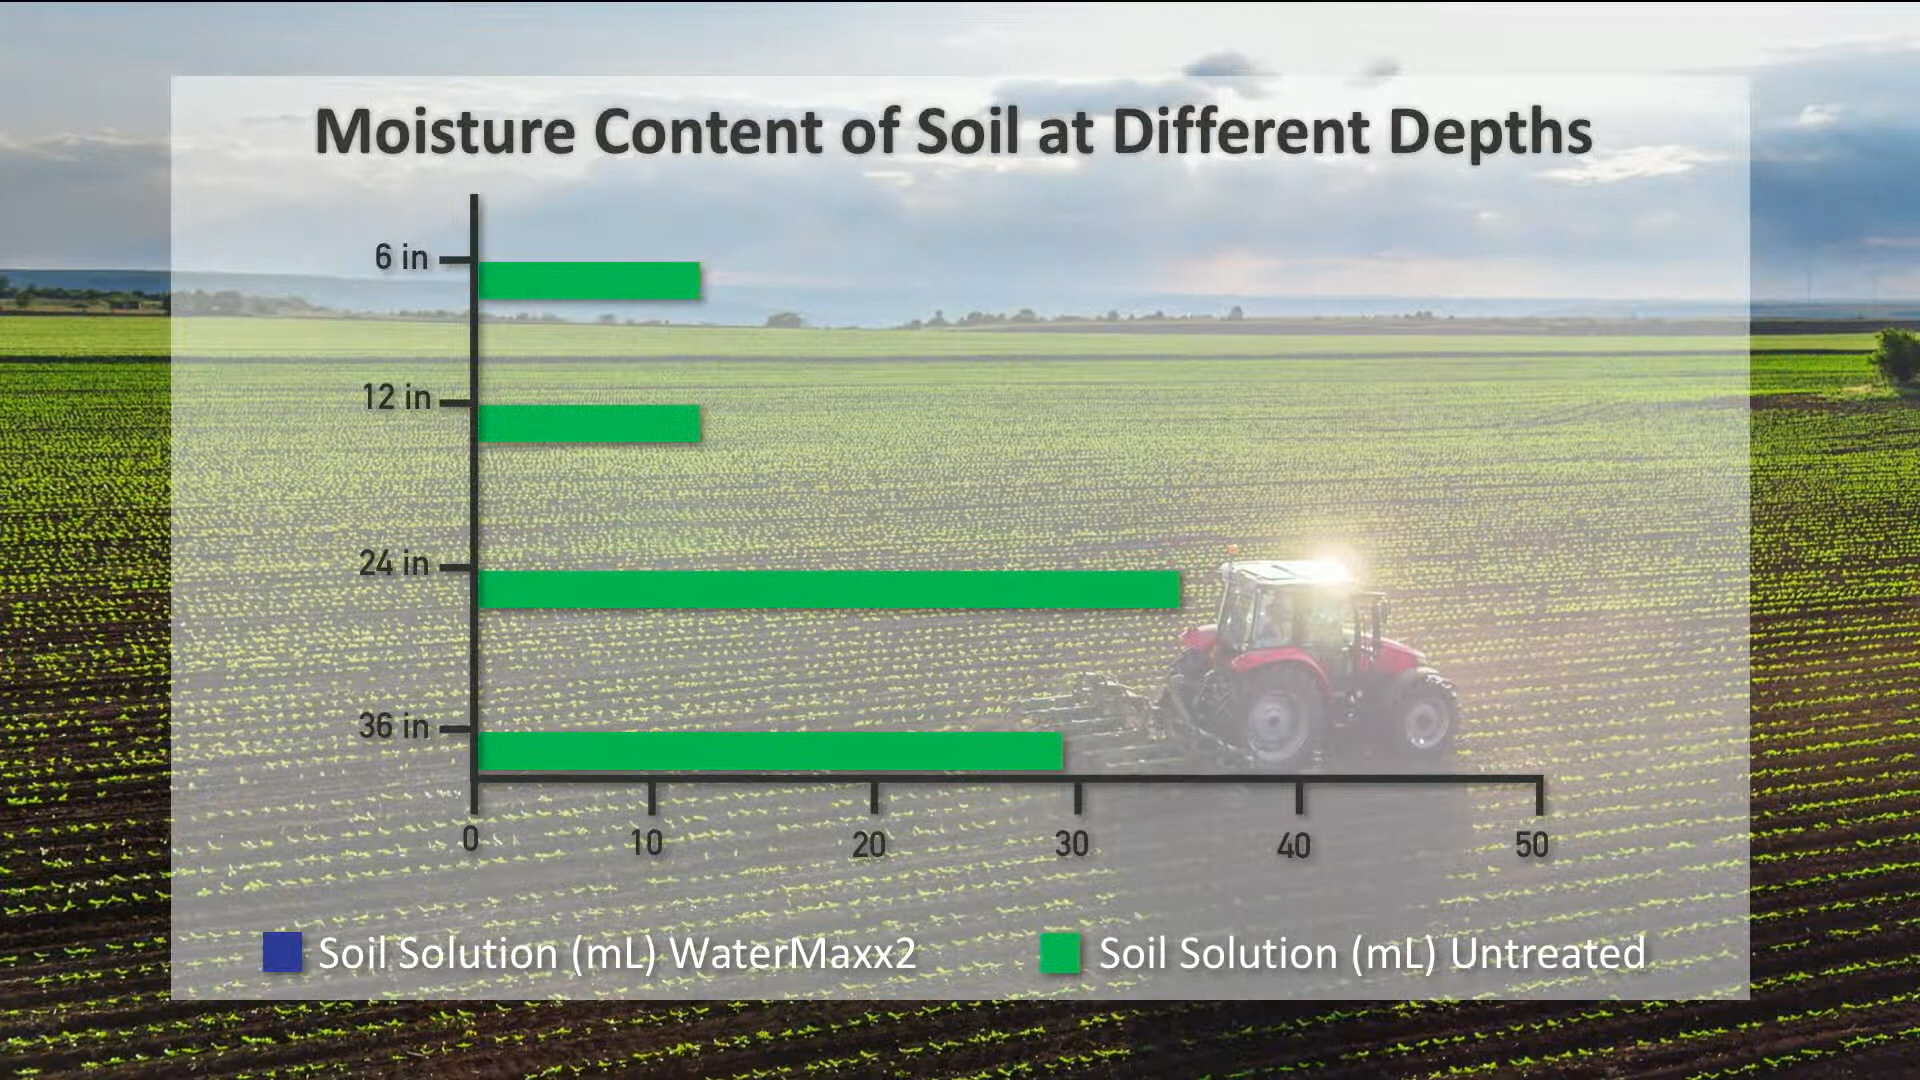 Moisture Content of Soil at Different Depths
6 in
12 in
24 in
36 in
0 10 20 30 40 50
Soil Solution (mL) WaterMaxx2
Soil Solution (mL) Untreated